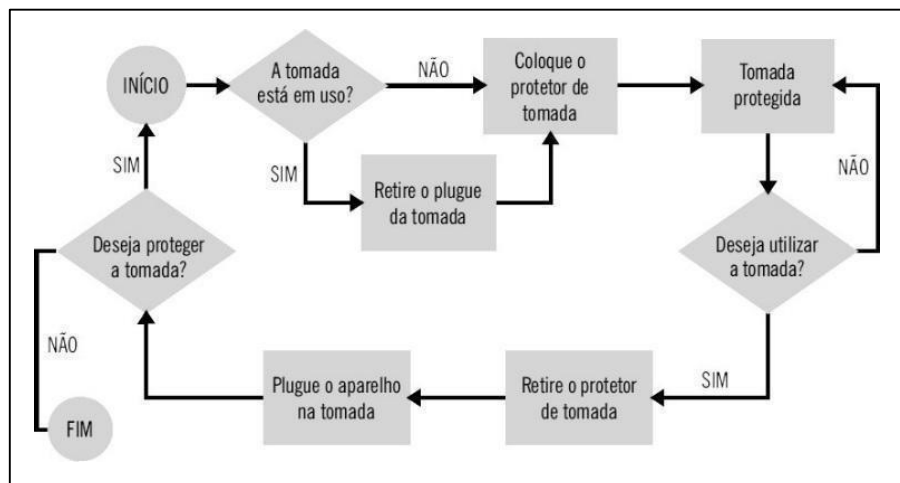 INÍCIO
A tomada
está em uso?
NÃO
Coloque o
protetor de
tomada
Tomada
protegida
SIM
Retire o plugue
da tomada
SIM
NÃO
Deseja proteger
a tomada?
Deseja utilizar
a tomada?
NÃO
Plugue o aparelho
na tomada
Retire o protetor
de tomada
SIM
FIM